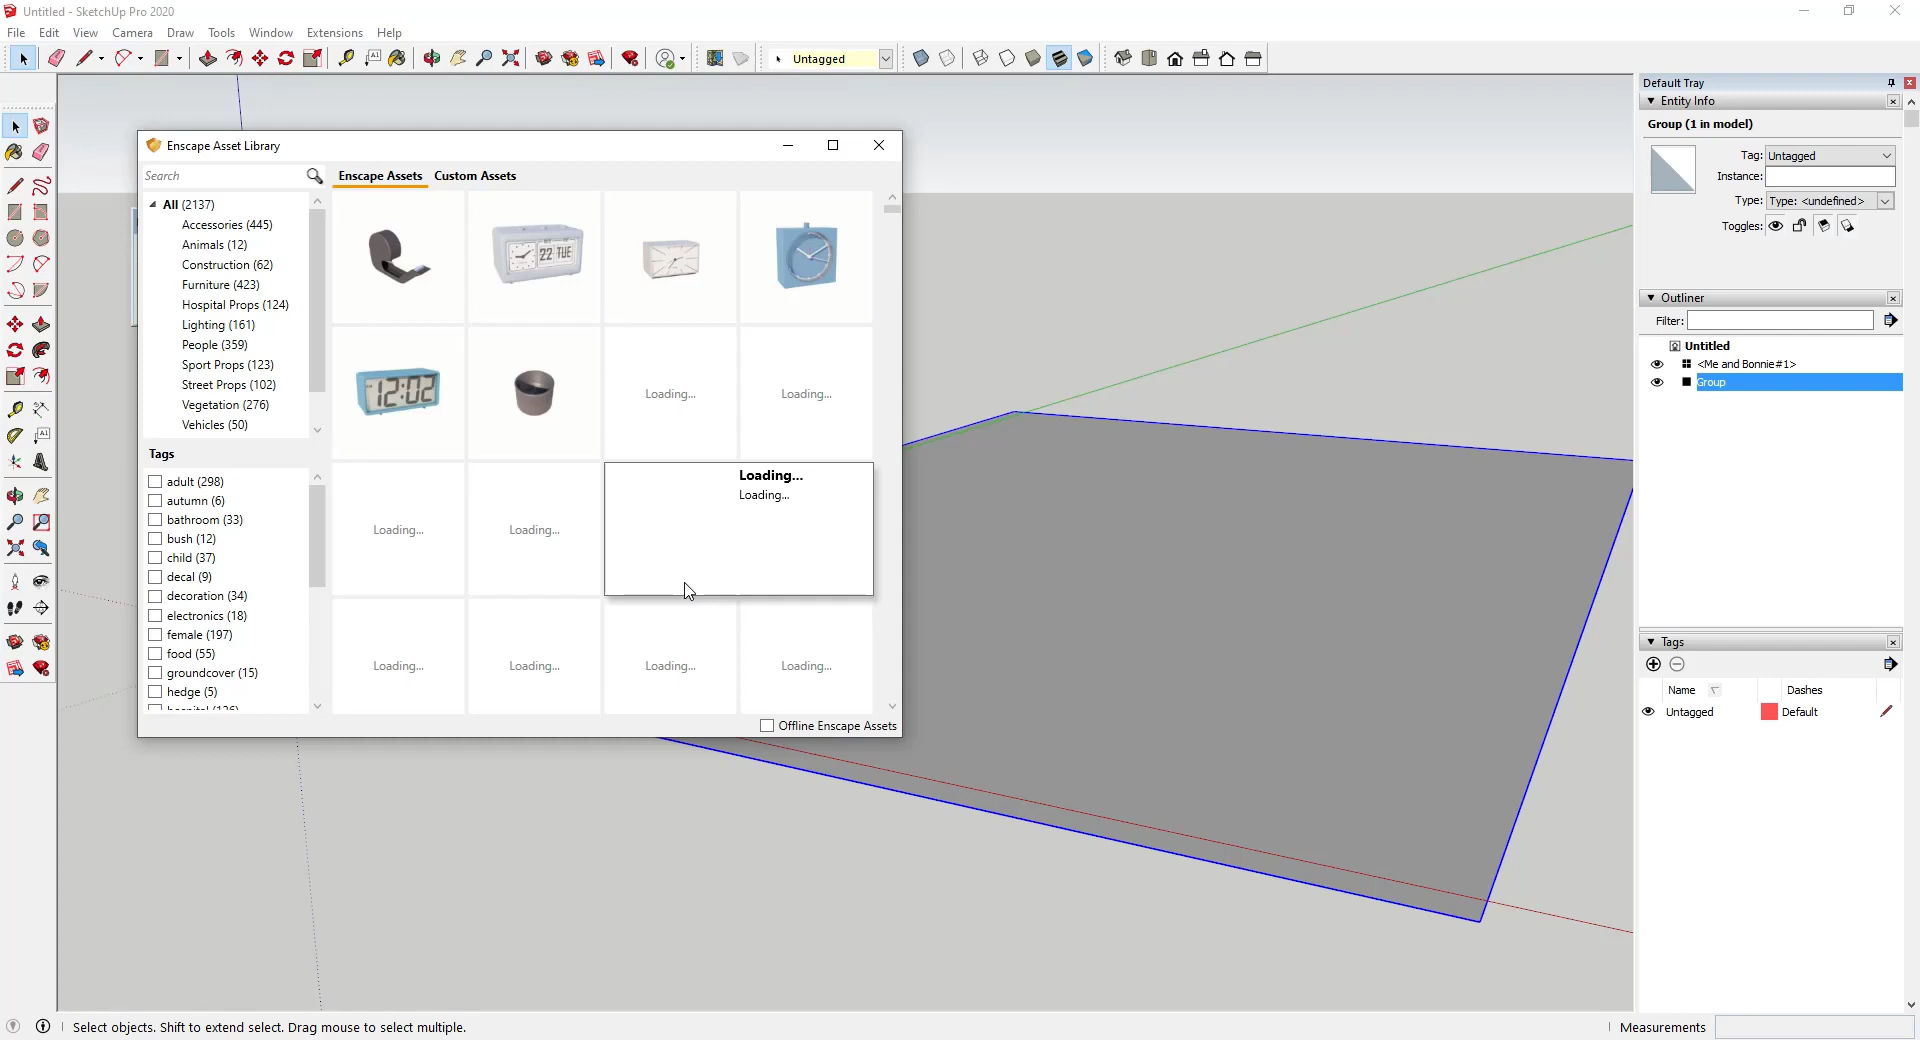 Untitled - SketchUp Pro 2020
File Edit View Camera Draw Tools Window Extensions Help
Untagged
Enscape Asset Library
Search
Enscape Assets Custom Assets
All (2137)
Accessories (445)
Animals (12)
Construction (62)
Furniture (423)
Hospital Props (124)
Lighting (161)
People (359)
Sport Props (123)
Street Props (102)
Vegetation (276)
Vehicles (50)
Tags
adult (298)
autumn (6)
bathroom (33)
bush (12)
child (37)
decal (9)
decoration (34)
electronics (18)
female (197)
food (55)
groundcover (15)
hedge (5)
hospital (126)
22 TUE
12:02
Loading... Loading...
Loading... Loading...
Loading...
Loading...
Loading... Loading... Loading... Loading...
Offline Enscape Assets
Default Tray
Entity Info
Group (1 in model)
Tag: Untagged
Instance:
Type: Type: <undefined>
Toggles:
Outliner
Filter:
Untitled
<Me and Bonnie#1>
Group
Tags
Name Dashes
Untagged Default
Select objects. Shift to extend select. Drag mouse to select multiple.
Measurements